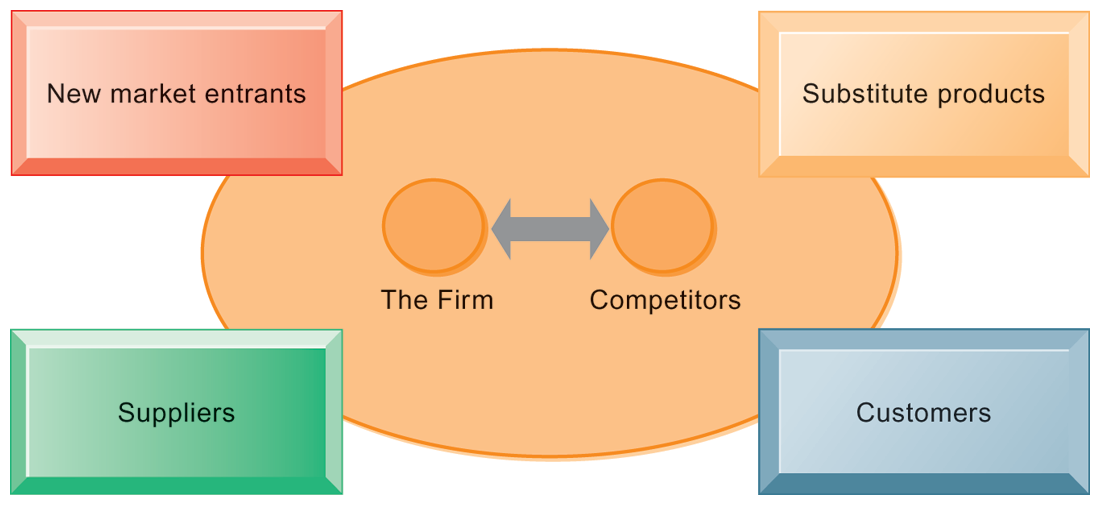 New market entrants
Substitute products
The Firm
Competitors
Suppliers
Customers